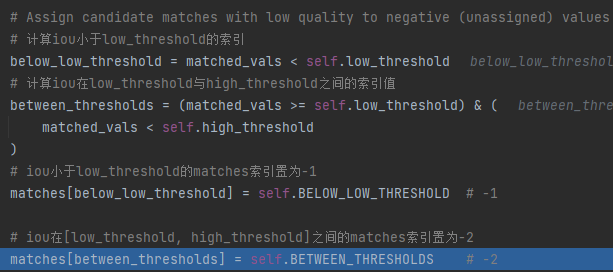 # Assign candidate matches with low quality to negative (unassigned) values
# 计算iou小于low_threshold的索引
below_low_threshold = matched_vals < self.low_threshold below_low_threshol
# 计算iou在low_threshold与high_threshold之间的索引值
between_thresholds = (matched_vals >= self.low_threshold) & ( between_thre
matched_vals < self.high_threshold
)
# iou小于low_threshold的matches索引置为-1
matches[below_low_threshold] = self.BELOW_LOW_THRESHOLD # -1
# iou在[low_threshold, high_threshold]之间的matches索引置为-2
matches[between_thresholds] = self.BETWEEN_THRESHOLDS # -2